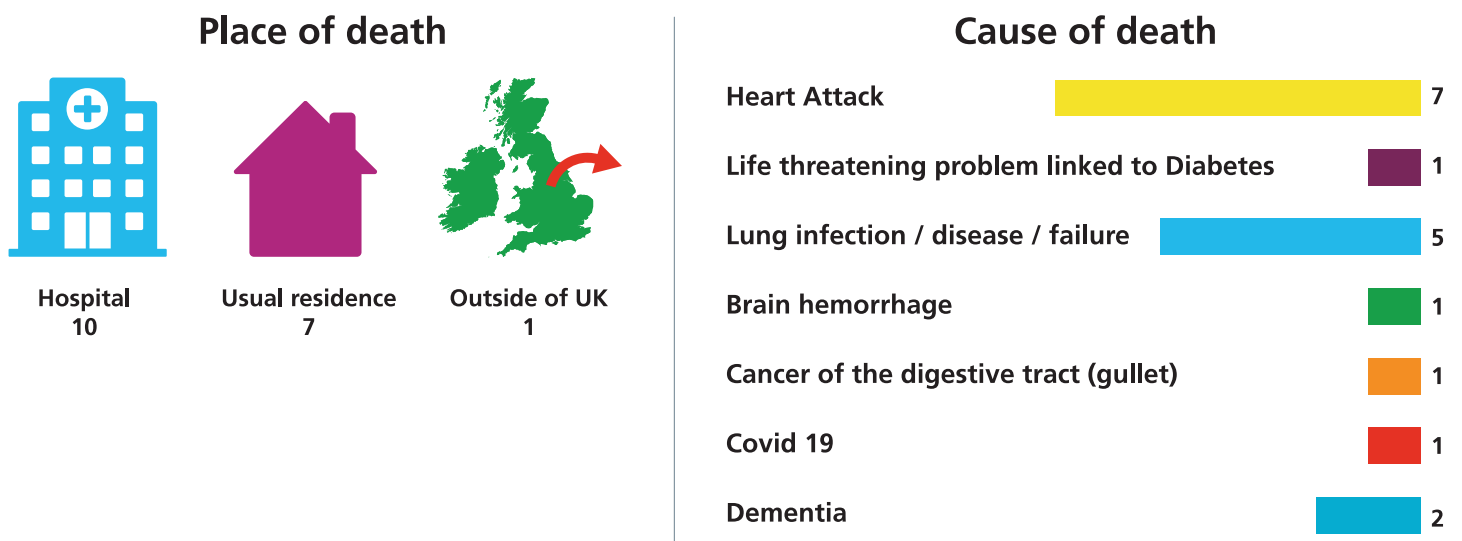 Place of death
Hospital
10
Usual residence
7
Outside of UK
1
Cause of death
Heart Attack 7
Life threatening problem linked to Diabetes 1
Lung infection / disease / failure 5
Brain hemorrhage 1
Cancer of the digestive tract (gullet) 1
Covid 19 1
Dementia 2